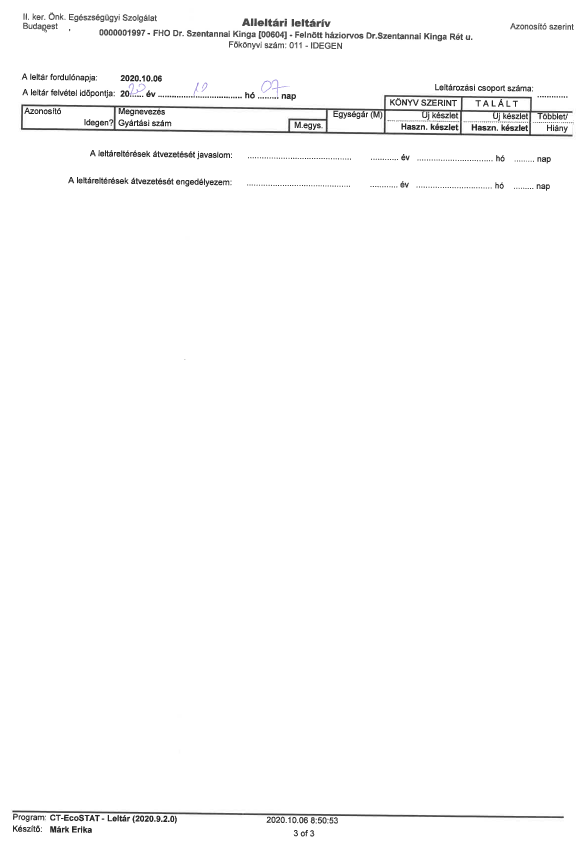 II. ker. Önk. Egészségügyi Szolgálat
Budapest
Alleltári leltárív
Azonosító szerint
0000001997 - FHO Dr. Szentannai Kinga [00604] - Felnőtt háziorvos Dr.Szentannai Kinga Rét u.
Főkönyvi szám: 011 - IDEGEN
A leltár fordulónapja: 2020.10.06
Leltározási csoport száma: ............
A leltár felvétel időpontja: 2020 év 10 hó 07 nap
KÖNYV SZERINT TALÁLT
Azonosító Megnevezés Egységár (M) Új készlet Új készlet Többlet/
Idegen? Gyártási szám M.egys. Haszn. készlet Haszn. készlet Hiány
A leltáreltérések átvezetését javaslom: ..................................... .......... év ........................... hó ........ nap
A leltáreltérések átvezetését engedélyezem: ..................................... .......... év ........................... hó ........ nap
Program: CT-EcoSTAT - Leltár (2020.9.2.0) 2020.10.06 8:50:53
Készítő: Márk Erika
3 of 3